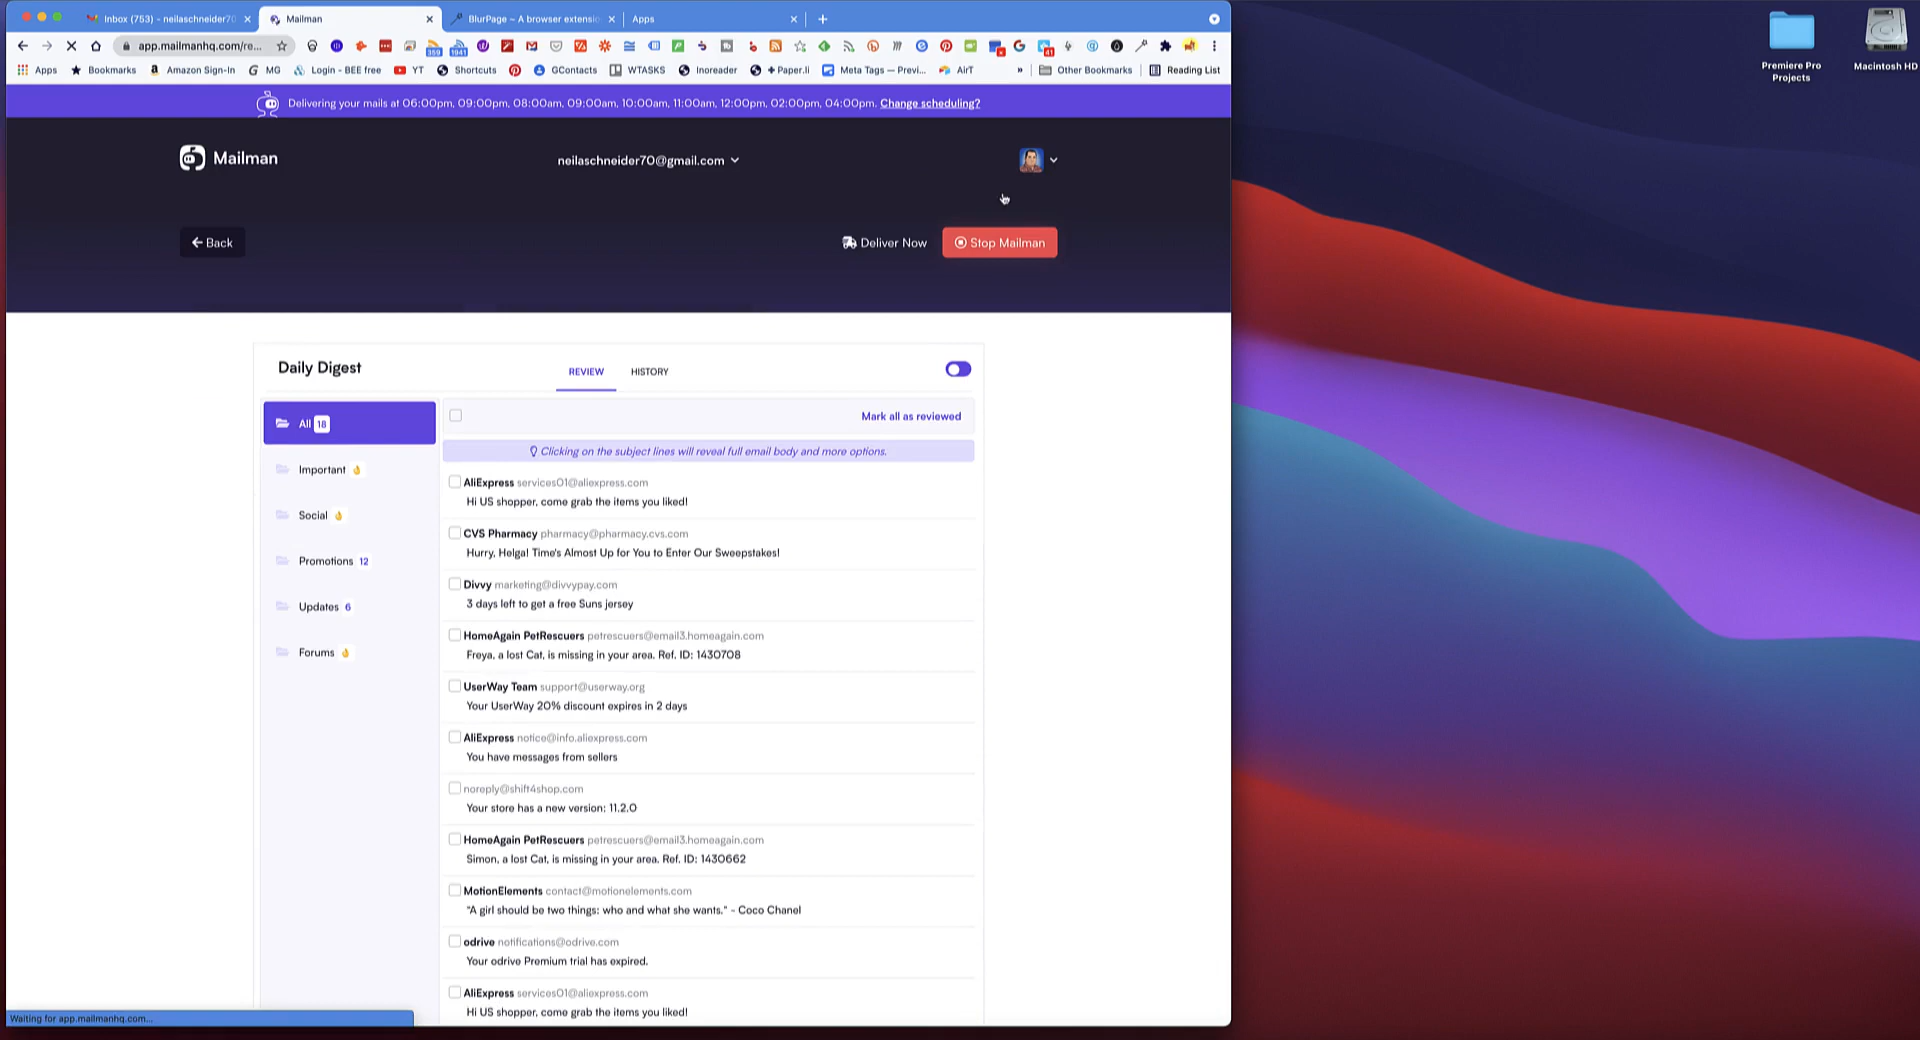 Inbox (753) - neilaschneider70
Mailman
BlurPage ~ A browser extensi
Apps
app.mailmanhq.com/re...
359
1941
41
Apps
Bookmarks
Amazon Sign-In
MG
Login - BEE free
YT
Shortcuts
GContacts
WTASKS
Inoreader
+ Paper.li
Meta Tags — Previ...
AirT
»
Other Bookmarks
Reading List
Premiere Pro
Projects
Macintosh HD
Delivering your mails at 06:00pm, 09:00pm, 08:00am, 09:00am, 10:00am, 11:00am, 12:00pm, 02:00pm, 04:00pm. Change scheduling?
Mailman
neilaschneider70@gmail.com
Back
Deliver Now
Stop Mailman
Daily Digest
REVIEW
HISTORY
All 18
Important
Social
Promotions 12
Updates 6
Forums
Mark all as reviewed
Clicking on the subject lines will reveal full email body and more options.
AliExpress services01@aliexpress.com
Hi US shopper, come grab the items you liked!
CVS Pharmacy pharmacy@pharmacy.cvs.com
Hurry, Helga! Time's Almost Up for You to Enter Our Sweepstakes!
Divvy marketing@divvypay.com
3 days left to get a free Suns jersey
HomeAgain PetRescuers petrescuers@email3.homeagain.com
Freya, a lost Cat, is missing in your area. Ref. ID: 1430708
UserWay Team support@userway.org
Your UserWay 20% discount expires in 2 days
AliExpress notice@info.aliexpress.com
You have messages from sellers
noreply@shift4shop.com
Your store has a new version: 11.2.0
HomeAgain PetRescuers petrescuers@email3.homeagain.com
Simon, a lost Cat, is missing in your area. Ref. ID: 1430662
MotionElements contact@motionelements.com
"A girl should be two things: who and what she wants." - Coco Chanel
odrive notifications@odrive.com
Your odrive Premium trial has expired.
AliExpress services01@aliexpress.com
Hi US shopper, come grab the items you liked!
Waiting for app.mailmanhq.com...